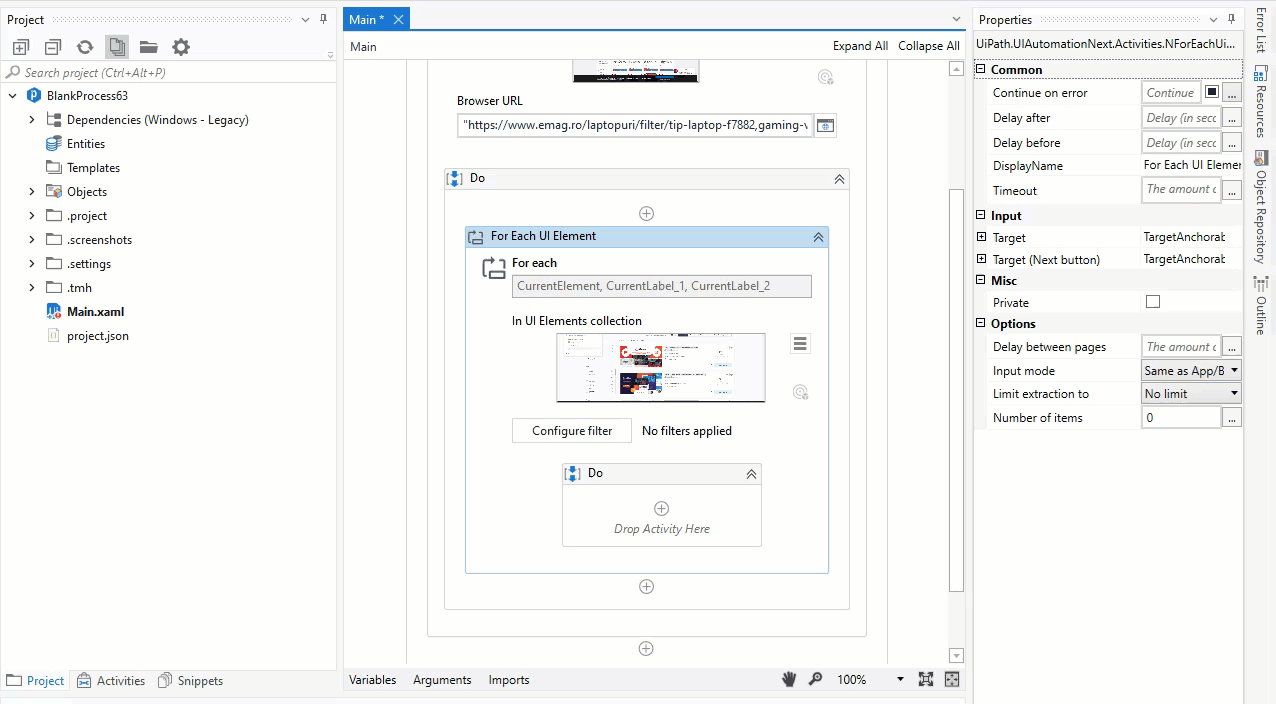 Project
Search project (Ctrl+Alt+P)
BlankProcess63
Dependencies (Windows - Legacy)
Entities
Templates
Objects
.project
.screenshots
.settings
.tmh
Main.xaml
project.json
Project
Activities
Snippets
Main *
Main
Expand All
Collapse All
Browser URL
"https://www.emag.ro/laptopuri/filter/tip-laptop-f7882,gaming-v
Do
For Each UI Element
For each
CurrentElement, CurrentLabel_1, CurrentLabel_2
In UI Elements collection
Configure filter
No filters applied
Do
Drop Activity Here
Variables
Arguments
Imports
100%
Properties
UiPath.UIAutomationNext.Activities.NForEachUi...
Common
Continue on error Continue ...
Delay after Delay (in secc ...
Delay before Delay (in secc ...
DisplayName For Each UI Elemer
Timeout The amount c ...
Input
Target TargetAnchorab
Target (Next button) TargetAnchorab
Misc
Private
Options
Delay between pages The amount c ...
Input mode Same as App/B
Limit extraction to No limit
Number of items 0 ...
Error List
Resources
Object Repository
Outline